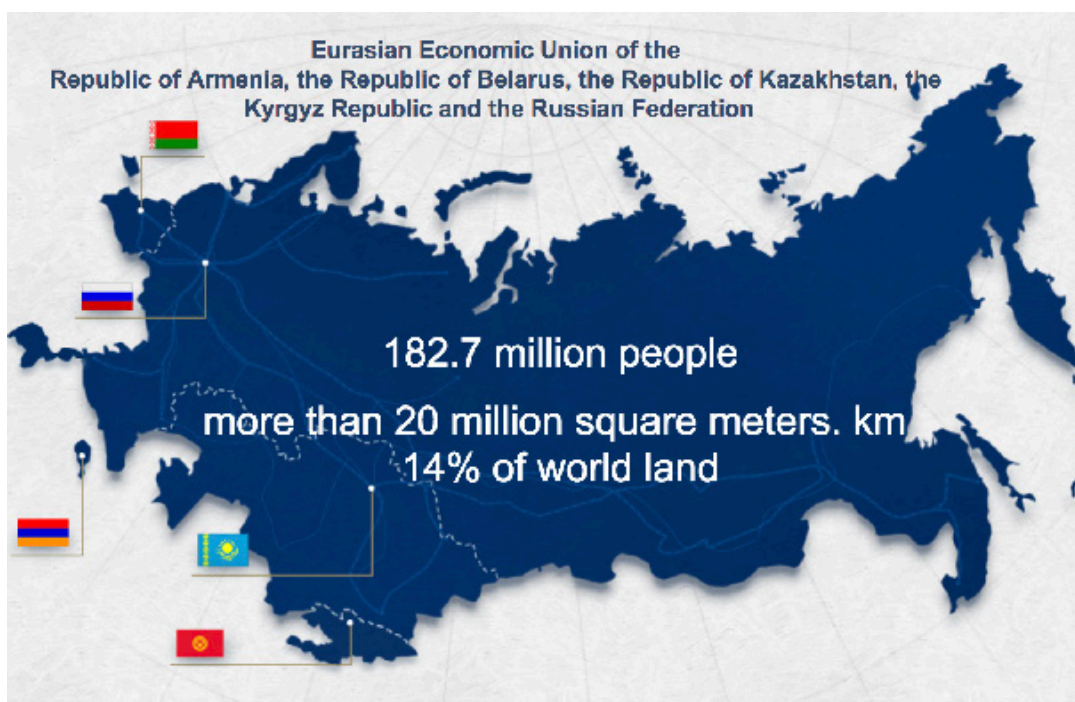 Eurasian Economic Union of the
Republic of Armenia, the Republic of Belarus, the Republic of Kazakhstan, the
Kyrgyz Republic and the Russian Federation
182.7 million people
more than 20 million square meters. km
14% of world land